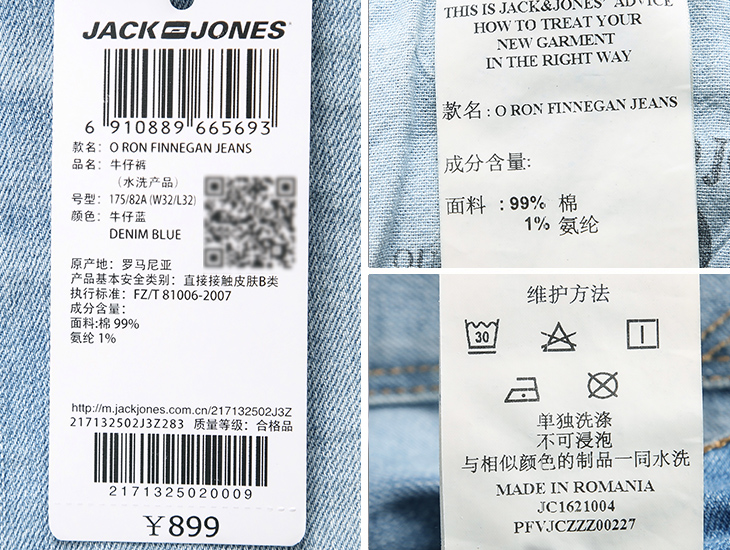 JACK JONES
6 910889 665693
款名: O RON FINNEGAN JEANS
品名: 牛仔裤
(水洗产品)
号型: 175/82A (W32/L32)
颜色: 牛仔蓝
DENIM BLUE
原产地: 罗马尼亚
产品基本安全类别: 直接接触皮肤B类
执行标准: FZ/T 81006-2007
成分含量:
面料:棉 99%
氨纶 1%
http://m.jackjones.com.cn/217132502J3Z
217132502J3Z283 质量等级: 合格品
2171325020009
¥899
THIS IS JACK&JONES' ADVICE
HOW TO TREAT YOUR
NEW GARMENT
IN THE RIGHT WAY
款名: O RON FINNEGAN JEANS
成分含量:
面料 : 99% 棉
1% 氨纶
维护方法
30
单独洗涤
不可浸泡
与相似颜色的制品一同水洗
MADE IN ROMANIA
JC1621004
PFVJCZZZ00227